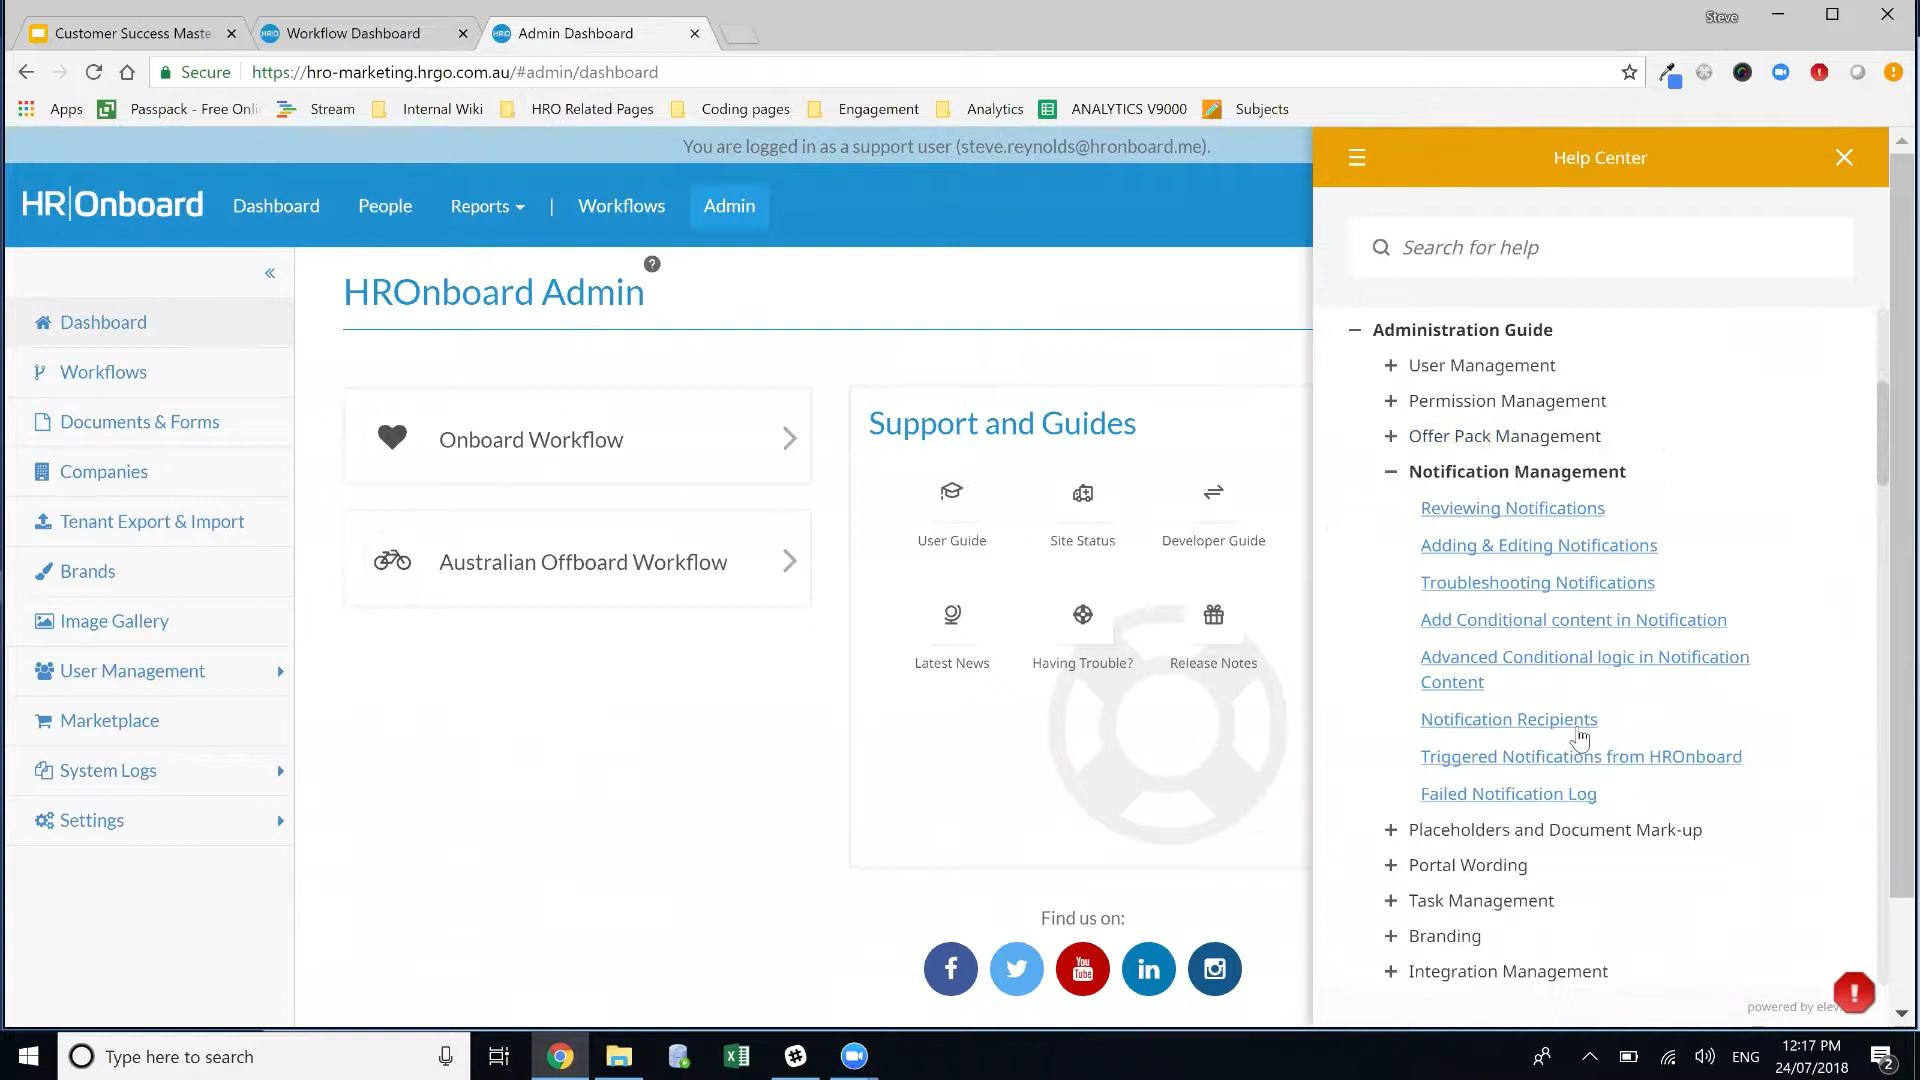 Customer Success Maste
Workflow Dashboard
Admin Dashboard
Steve
Secure
https://hro-marketing.hrgo.com.au/#admin/dashboard
Apps
Passpack - Free Onli
Stream
Internal Wiki
HRO Related Pages
Coding pages
Engagement
Analytics
ANALYTICS V9000
Subjects
You are logged in as a support user (steve.reynolds@hronboard.me).
HR|Onboard
Dashboard
People
Reports
|
Workflows
Admin
Dashboard
Workflows
Documents & Forms
Companies
Tenant Export & Import
Brands
Image Gallery
User Management
Marketplace
System Logs
Settings
HROnboard Admin
?
Onboard Workflow
Australian Offboard Workflow
Support and Guides
User Guide
Site Status
Developer Guide
Latest News
Having Trouble?
Release Notes
Find us on:
You
Tube
Help Center
Search for help
Administration Guide
User Management
Permission Management
Offer Pack Management
Notification Management
Reviewing Notifications
Adding & Editing Notifications
Troubleshooting Notifications
Add Conditional content in Notification
Advanced Conditional logic in Notification
Content
Notification Recipients
Triggered Notifications from HROnboard
Failed Notification Log
Placeholders and Document Mark-up
Portal Wording
Task Management
Branding
Integration Management
powered by elev
Type here to search
ENG
12:17 PM
24/07/2018
2